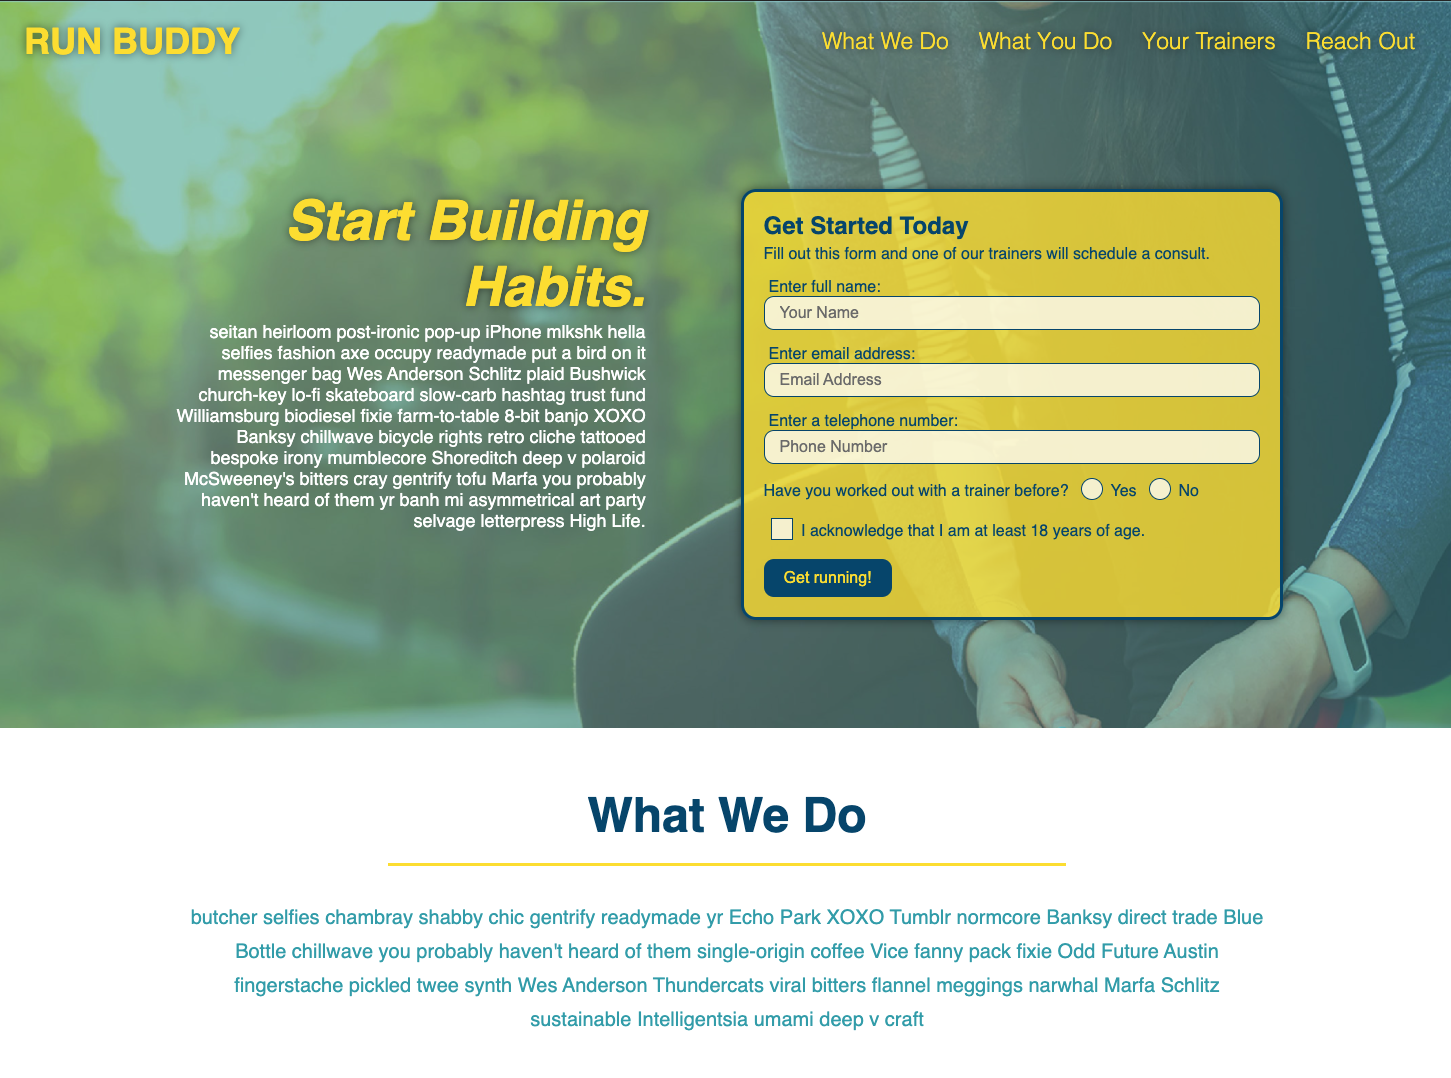 RUN BUDDY
What We Do
What You Do
Your Trainers
Reach Out
Start Building
Habits.
seitan heirloom post-ironic pop-up iPhone mlkshk hella
selfies fashion axe occupy readymade put a bird on it
messenger bag Wes Anderson Schlitz plaid Bushwick
church-key lo-fi skateboard slow-carb hashtag trust fund
Williamsburg biodiesel fixie farm-to-table 8-bit banjo XOXO
Banksy chillwave bicycle rights retro cliche tattooed
bespoke irony mumblecore Shoreditch deep v polaroid
McSweeney's bitters cray gentrify tofu Marfa you probably
haven't heard of them yr banh mi asymmetrical art party
selvage letterpress High Life.
Get Started Today
Fill out this form and one of our trainers will schedule a consult.
Enter full name:
Your Name
Enter email address:
Email Address
Enter a telephone number:
Phone Number
Have you worked out with a trainer before? Yes No
I acknowledge that I am at least 18 years of age.
Get running!
What We Do
butcher selfies chambray shabby chic gentrify readymade yr Echo Park XOXO Tumblr normcore Banksy direct trade Blue
Bottle chillwave you probably haven't heard of them single-origin coffee Vice fanny pack fixie Odd Future Austin
fingerstache pickled twee synth Wes Anderson Thundercats viral bitters flannel meggings narwhal Marfa Schlitz
sustainable Intelligentsia umami deep v craft